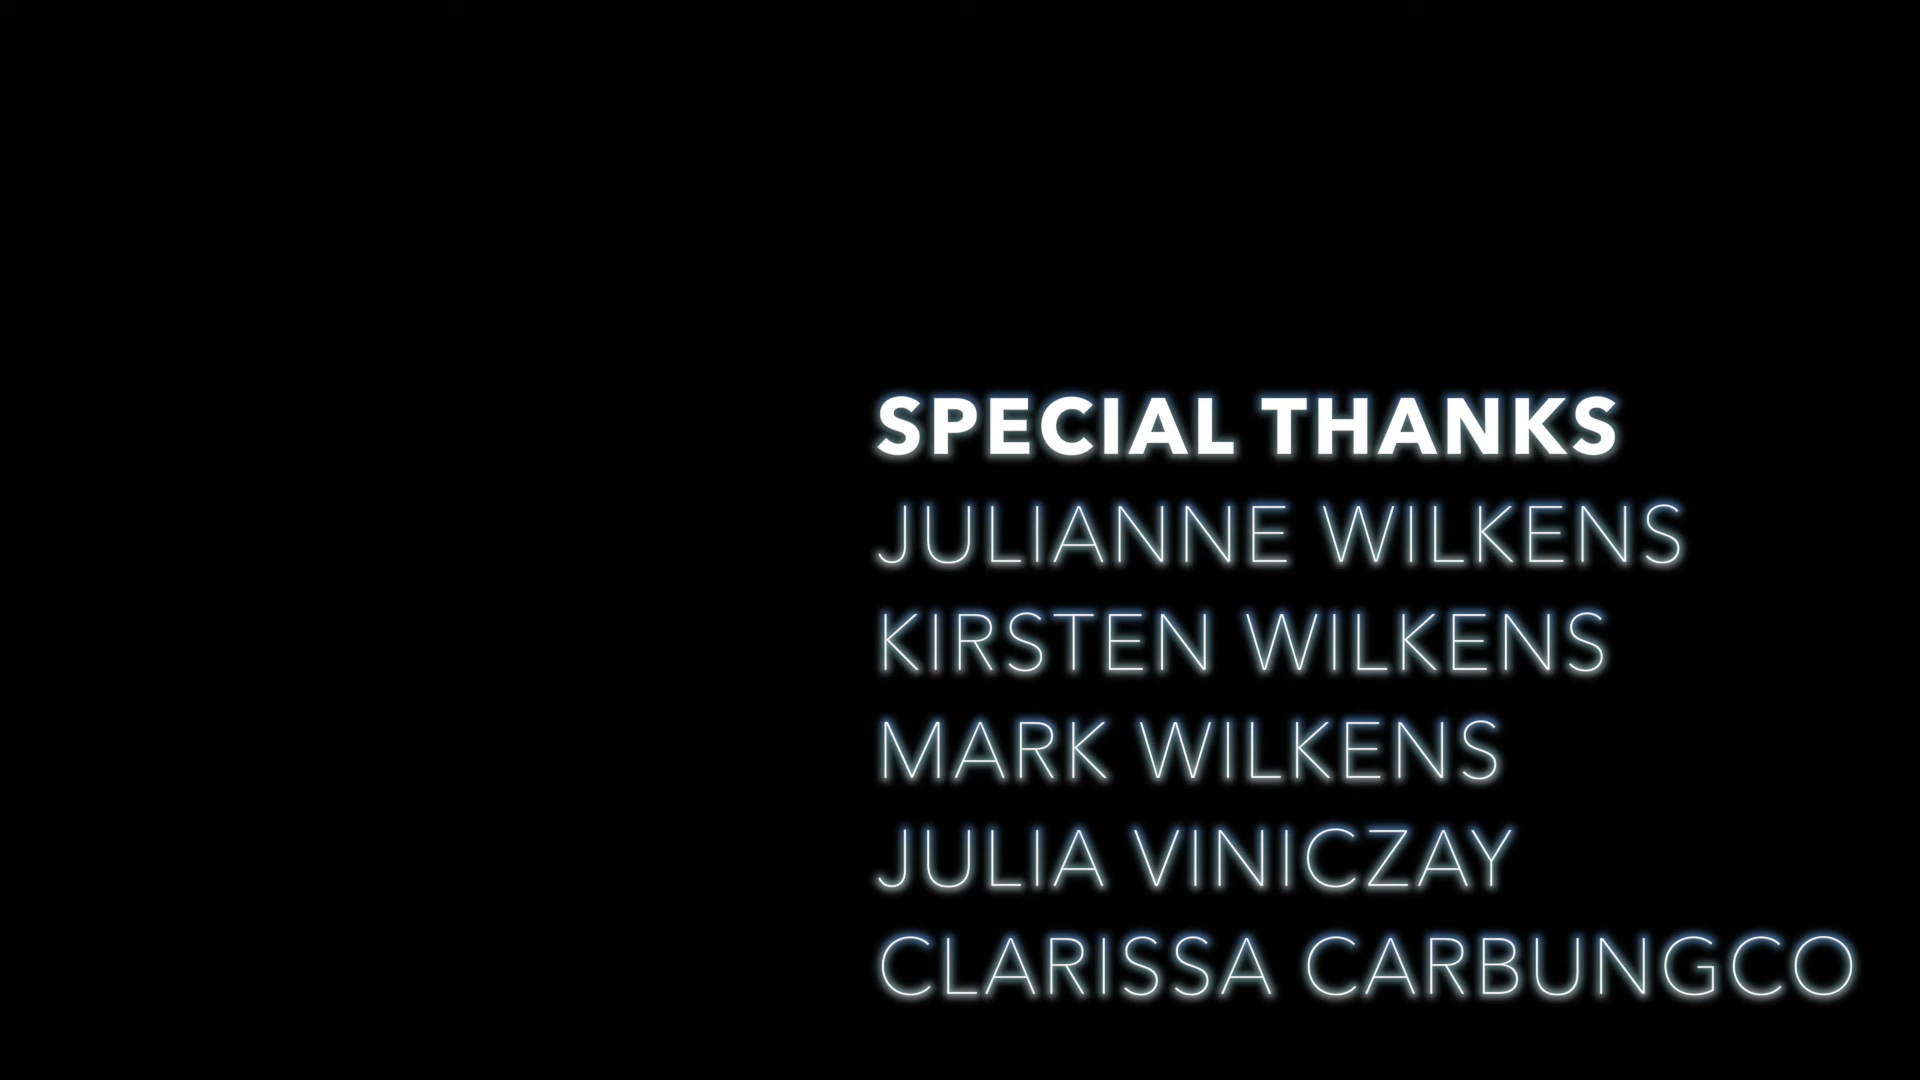 SPECIAL THANKS
JULIANNE WILKENS
KIRSTEN WILKENS
MARK WILKENS
JULIA VINICZAY
CLARISSA CARBUNGCO